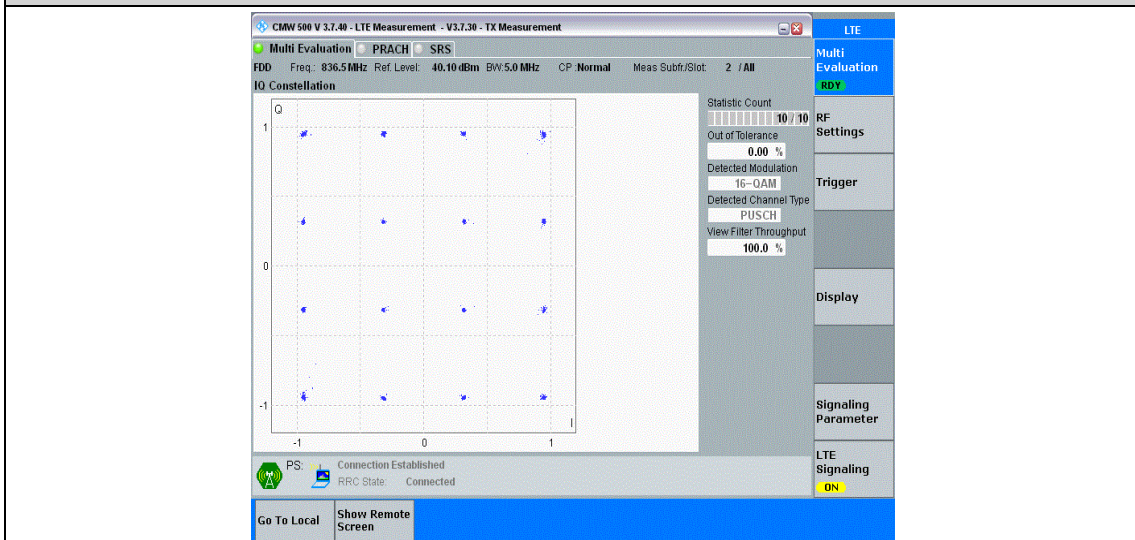 CMW 500 V 3.7.40 - LTE Measurement - V3.7.30 - TX Measurement
LTE
Multi Evaluation PRACH SRS
Multi
Evaluation
RDY
FDD Freq.: 836.5 MHz Ref. Level: 40.10 dBm BW: 5.0 MHz CP : Normal Meas Subfr./Slot: 2 / All
IQ Constellation
Q
1
0
-1
-1
0
1
I
Statistic Count
10 / 10
Out of Tolerance
0.00 %
Detected Modulation
16-QAM
Detected Channel Type
PUSCH
View Filter Throughput
100.0 %
RF
Settings
Trigger
Display
Signaling
Parameter
LTE
Signaling
ON
PS: Connection Established
RRC State: Connected
Go To Local
Show Remote
Screen